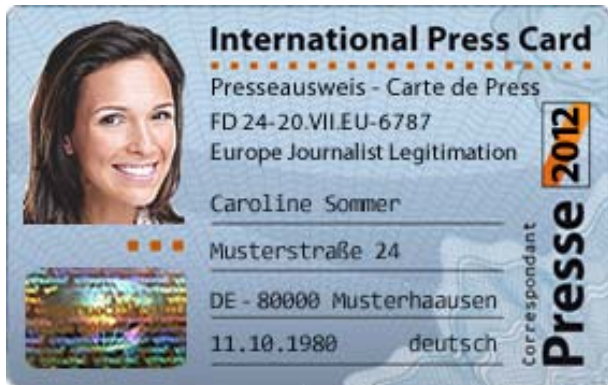 International Press Card
Presseausweis - Carte de Press
FD 24-20.VII.EU-6787
Europe Journalist Legitimation
Caroline Sommer
Musterstraße 24
DE - 80000 Musterhaausen
11.10.1980 deutsch
Correspondant
Presse 2012